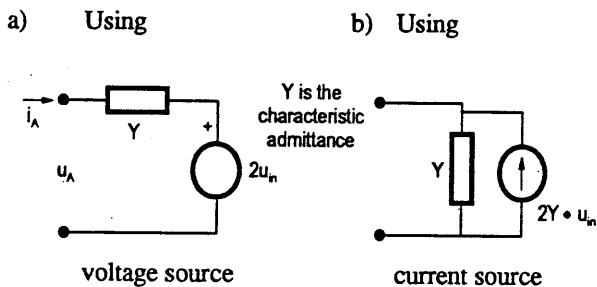 a) Using
b) Using
i_A
Y
+
u_A
2u_in
voltage source
Y is the
characteristic
admittance
Y
2Y • u_in
current source